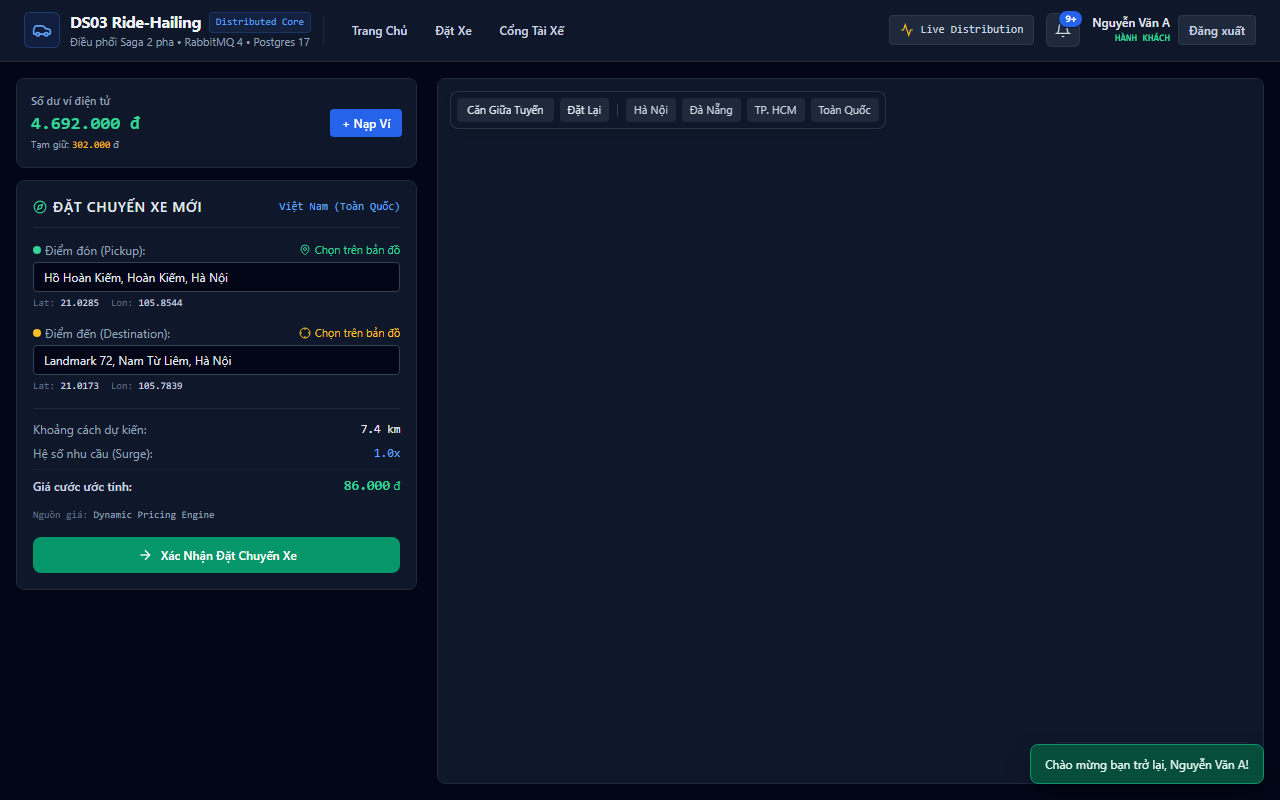 DS03 Ride-Hailing Distributed Core
Điều phối Saga 2 pha • RabbitMQ 4 • Postgres 17
Trang Chủ Đặt Xe Cổng Tài Xế
Live Distribution
9+
Nguyễn Văn A
HÀNH KHÁCH
Đăng xuất
Số dư ví điện tử
4.692.000 đ
Tạm giữ: 302.000 đ
+ Nạp Ví
ĐẶT CHUYẾN XE MỚI Việt Nam (Toàn Quốc)
Điểm đón (Pickup): Chọn trên bản đồ
Hồ Hoàn Kiếm, Hoàn Kiếm, Hà Nội
Lat: 21.0285 Lon: 105.8544
Điểm đến (Destination): Chọn trên bản đồ
Landmark 72, Nam Từ Liêm, Hà Nội
Lat: 21.0173 Lon: 105.7839
Khoảng cách dự kiến: 7.4 km
Hệ số nhu cầu (Surge): 1.0x
Giá cước ước tính: 86.000 đ
Nguồn giá: Dynamic Pricing Engine
Xác Nhận Đặt Chuyến Xe
Căn Giữa Tuyến Đặt Lại | Hà Nội Đà Nẵng TP. HCM Toàn Quốc
Chào mừng bạn trở lại, Nguyễn Văn A!